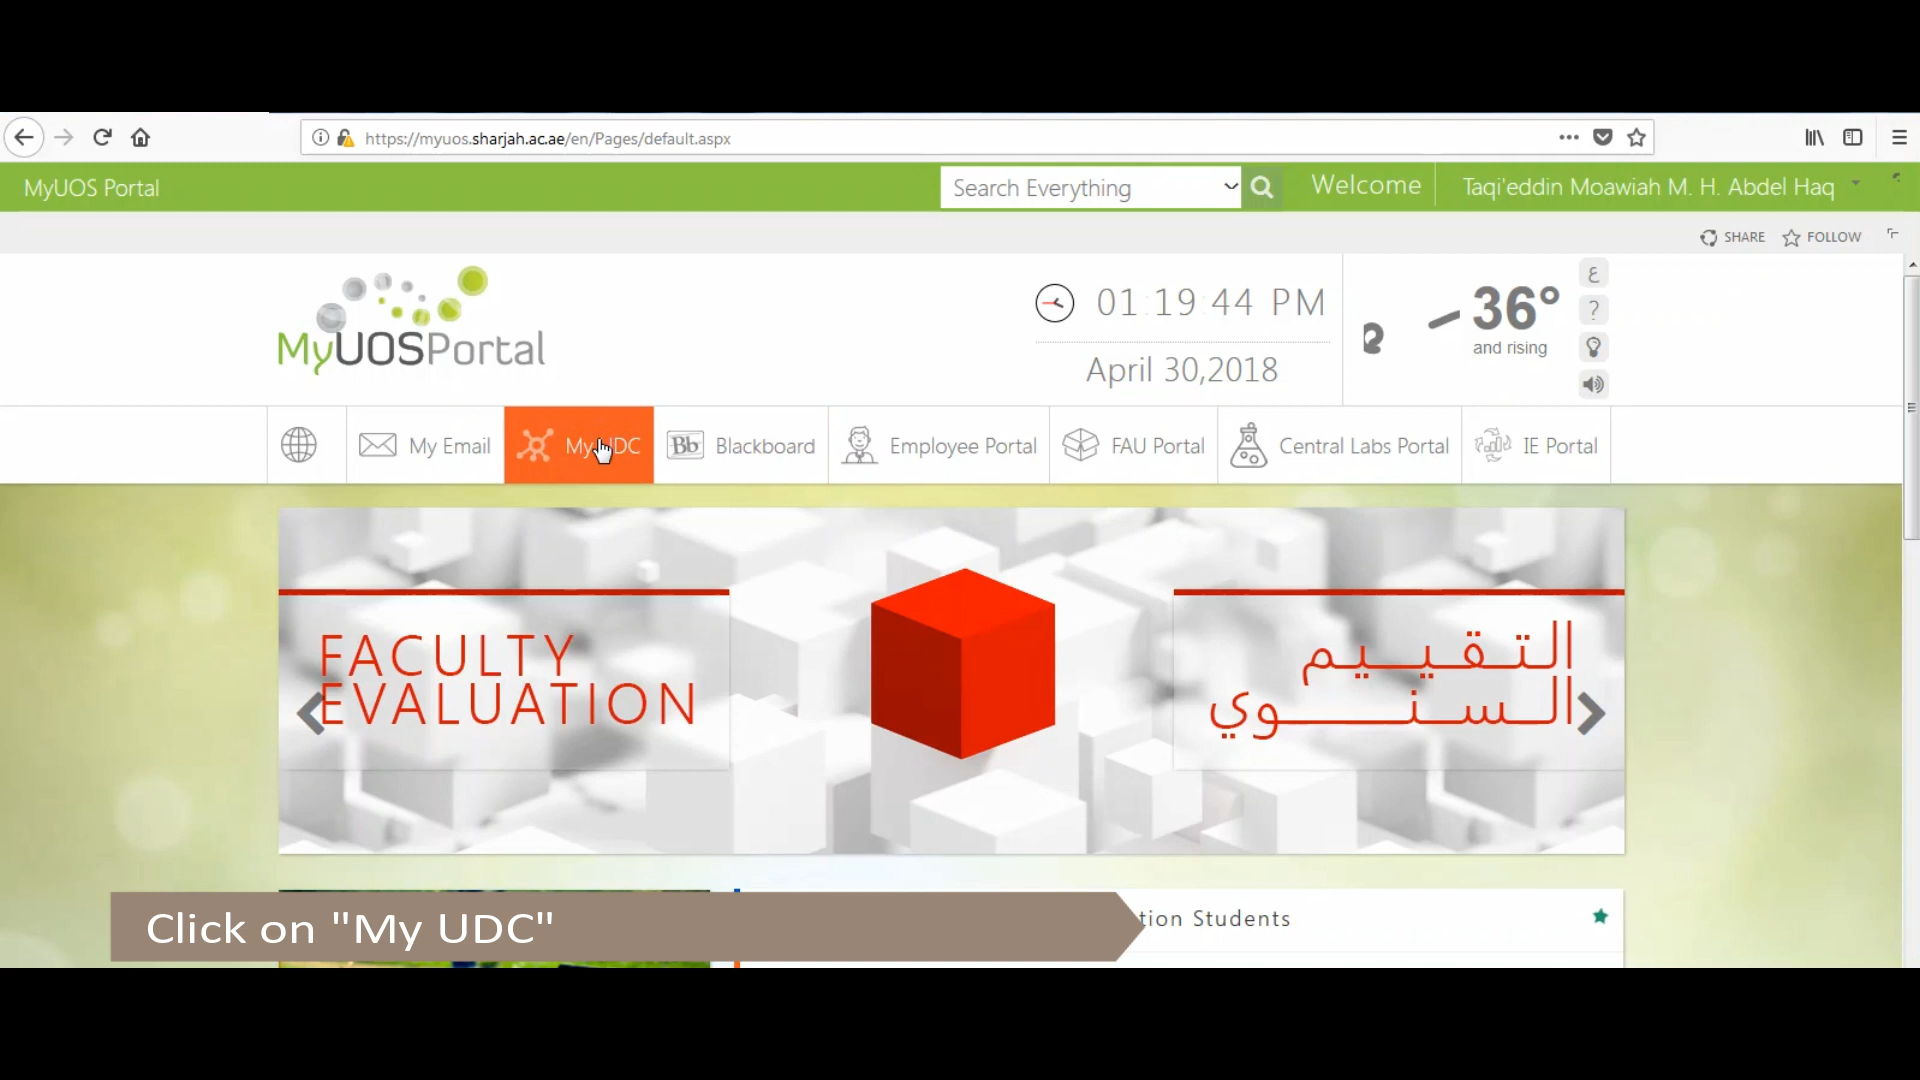 https://myuos.sharjah.ac.ae/en/Pages/default.aspx
MyUOS Portal
Search Everything
Welcome
Taqi'eddin Moawiah M. H. Abdel Haq
SHARE
FOLLOW
MyUOSPortal
01:19:44 PM
April 30,2018
36°
and rising
ع
?
My Email
My UDC
Bb Blackboard
Employee Portal
FAU Portal
Central Labs Portal
IE Portal
FACULTY
EVALUATION
التقييم
السنوي
tion Students
Click on "My UDC"